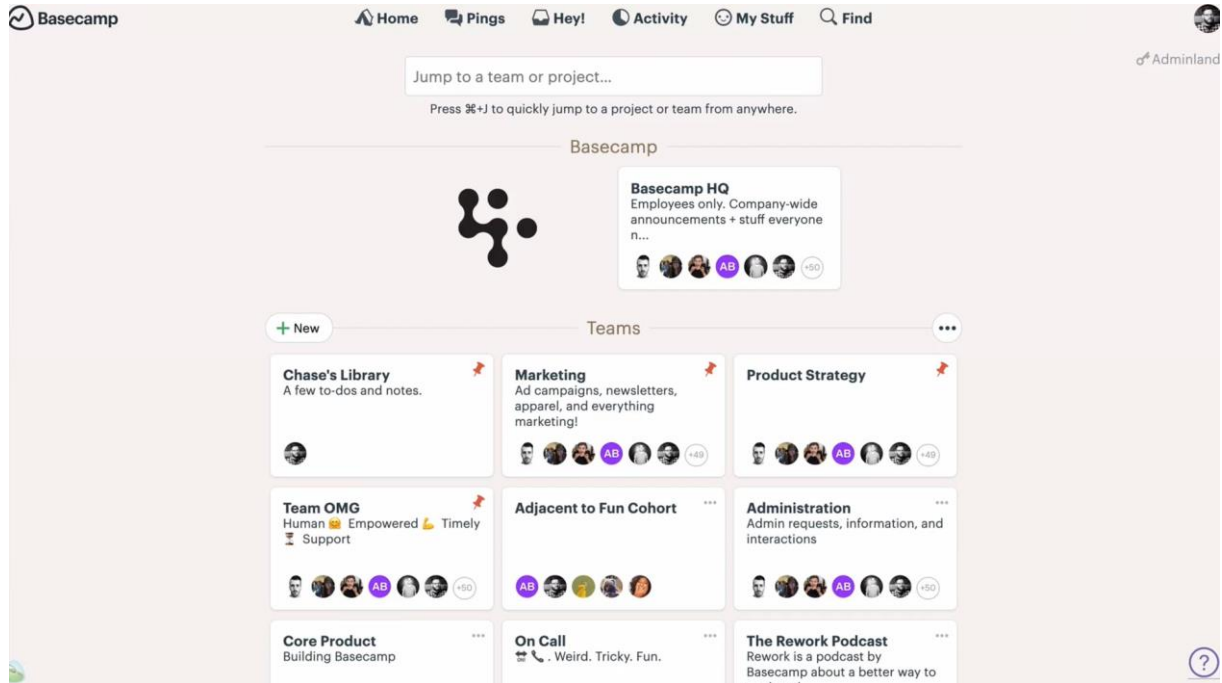 Basecamp
Home Pings Hey! Activity My Stuff Find
Adminland
Jump to a team or project...
Press ⌘+J to quickly jump to a project or team from anywhere.
Basecamp
Basecamp HQ
Employees only. Company-wide
announcements + stuff everyone
n...
AB +50
+ New
Teams
Chase's Library
A few to-dos and notes.
Marketing
Ad campaigns, newsletters,
apparel, and everything
marketing!
AB +49
Product Strategy
AB +49
Team OMG
Human 🤗 Empowered 💪 Timely
⏳ Support
AB +50
Adjacent to Fun Cohort
AB
Administration
Admin requests, information, and
interactions
AB +50
Core Product
Building Basecamp
On Call
. Weird. Tricky. Fun.
The Rework Podcast
Rework is a podcast by
Basecamp about a better way to
?